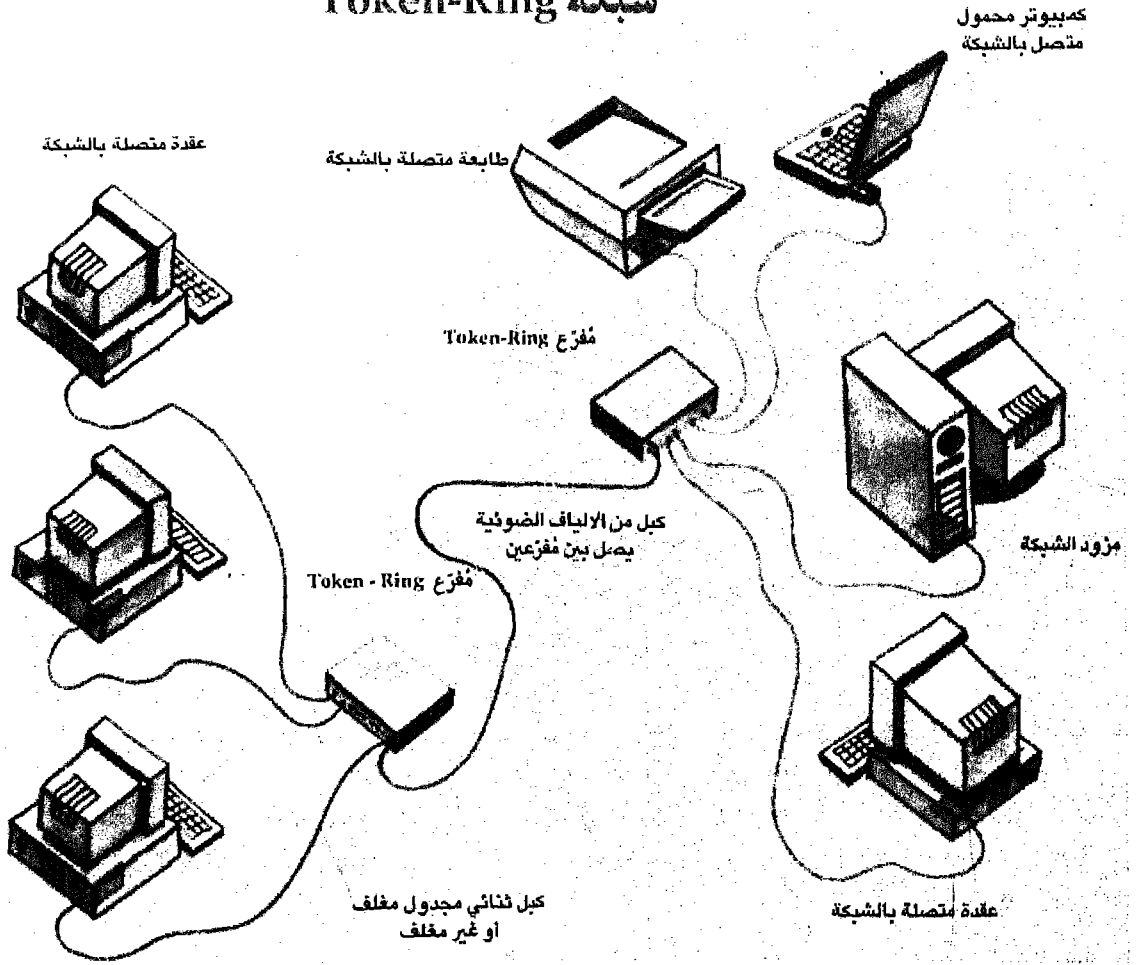 شبكة Token-Ring
كمبيوتر محمول
متصل بالشبكة
عقدة متصلة بالشبكة
طابعة متصلة بالشبكة
مُفرّع Token-Ring
كبل من الالياف الضوئية
يصل بين مُفرّعين
مزود الشبكة
مُفرّع Token - Ring
كبل ثنائي مجدول مغلف
أو غير مغلف
عقدة متصلة بالشبكة